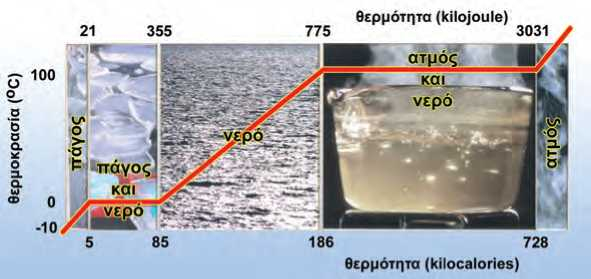 θερμότητα (kilojoule)
21 355 775 3031
θερμοκρασία (°C)
100
0
-10
πάγος
πάγος
και
νερό
νερό
ατμός
και
νερό
ατμός
5 85 186 728
θερμότητα (kilocalories)